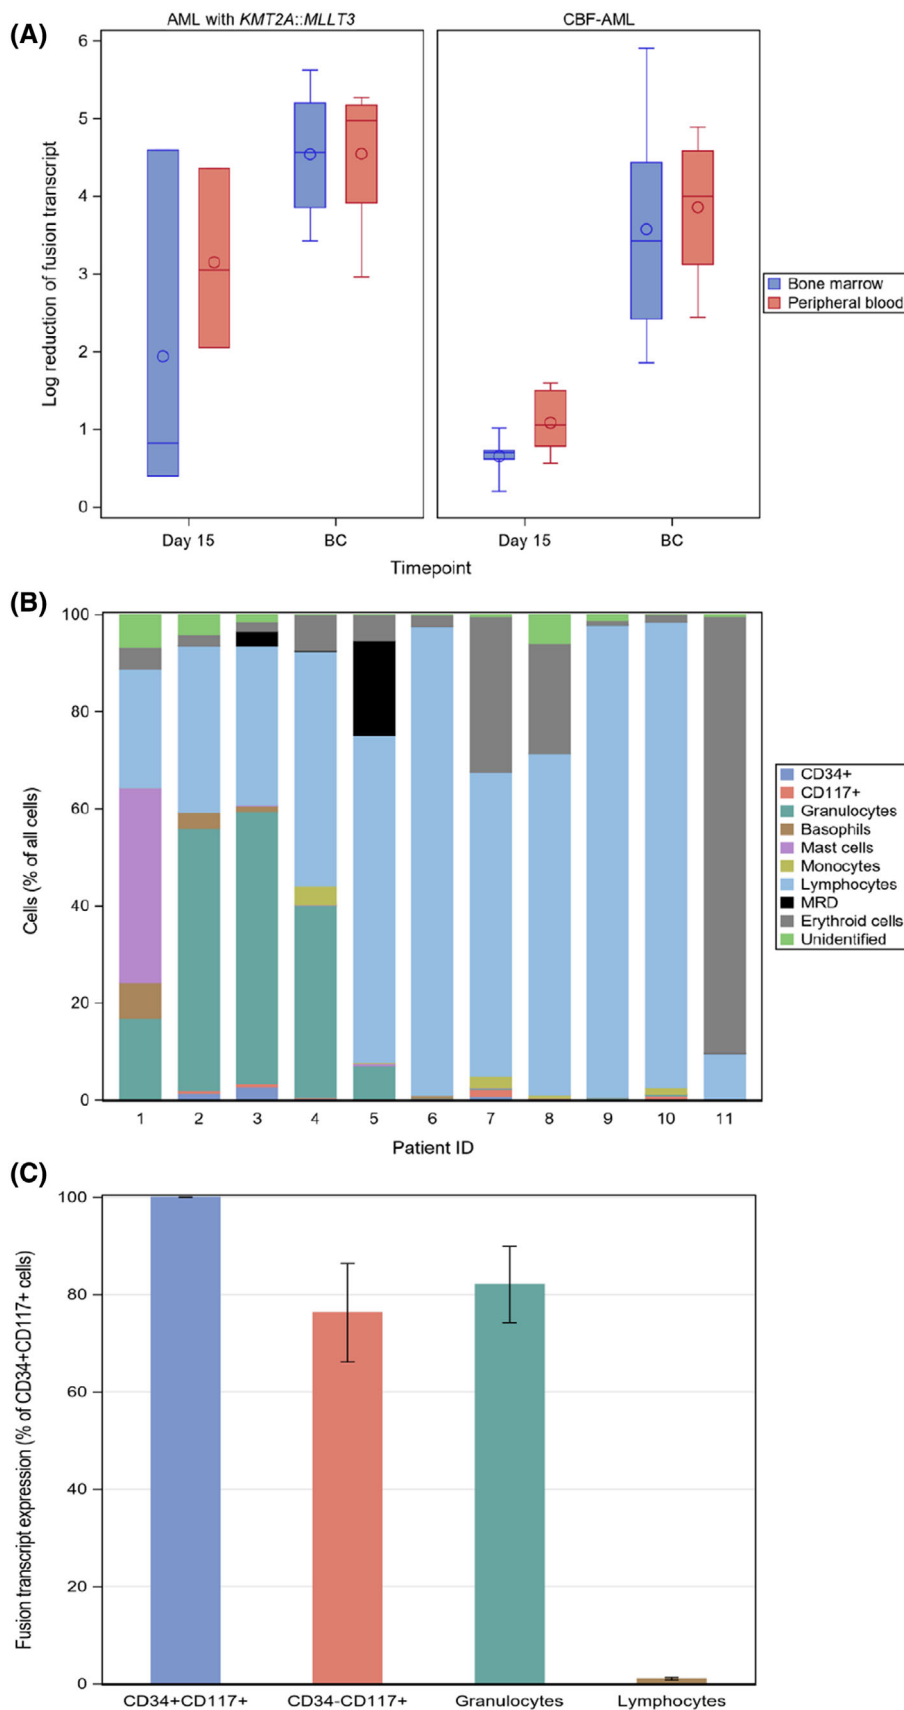 (A)
AML with KMT2A::MLLT3
CBF-AML
Log reduction of fusion transcript
6
5
4
3
2
1
0
Day 15
BC
Day 15
BC
Timepoint
Bone marrow
Peripheral blood
(B)
Cells (% of all cells)
100
80
60
40
20
0
1 2 3 4 5 6 7 8 9 10 11
Patient ID
CD34+
CD117+
Granulocytes
Basophils
Mast cells
Monocytes
Lymphocytes
MRD
Erythroid cells
Unidentified
(C)
Fusion transcript expression (% of CD34+CD117+ cells)
100
80
60
40
20
0
CD34+CD117+
CD34-CD117+
Granulocytes
Lymphocytes